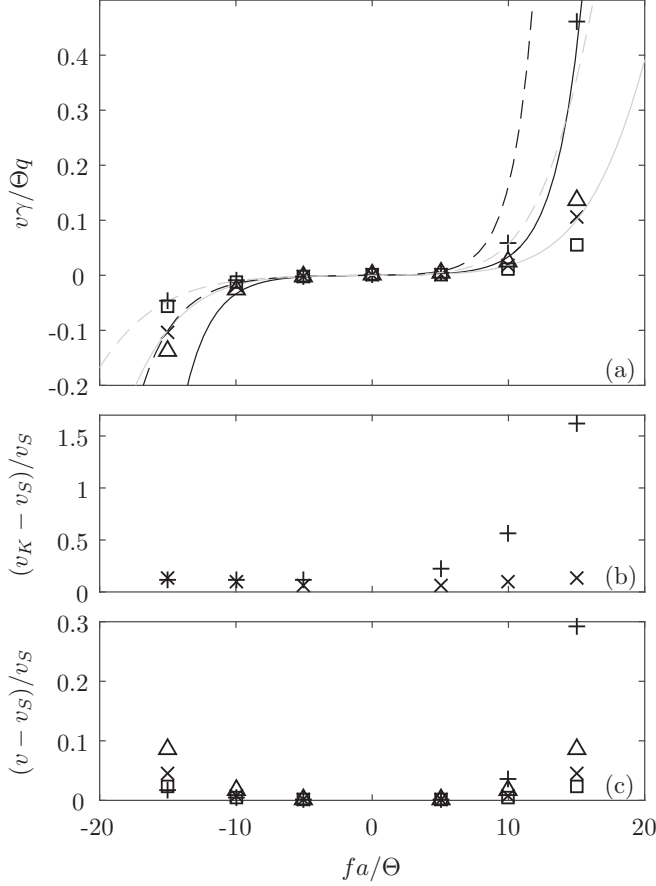 0.4
0.3
0.2
0.1
0
-0.1
-0.2
vγ/Θq
(a)
1.5
1
0.5
0
(v_K − v_S)/v_S
(b)
0.3
0.2
0.1
0
(v − v_S)/v_S
(c)
-20 -10 0 10 20
fa/Θ